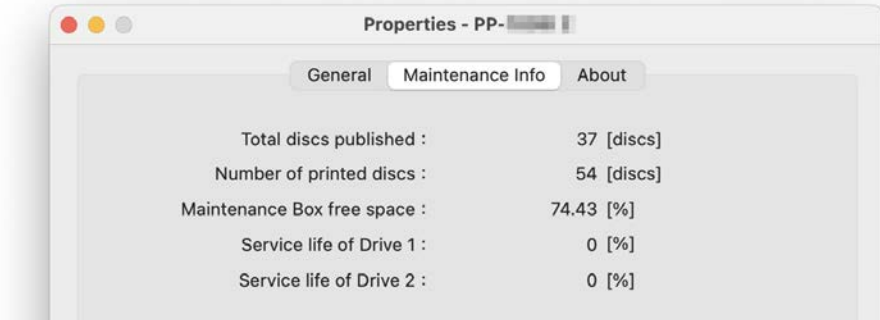 Properties - PP-
General Maintenance Info About
Total discs published : 37 [discs]
Number of printed discs : 54 [discs]
Maintenance Box free space : 74.43 [%]
Service life of Drive 1 : 0 [%]
Service life of Drive 2 : 0 [%]